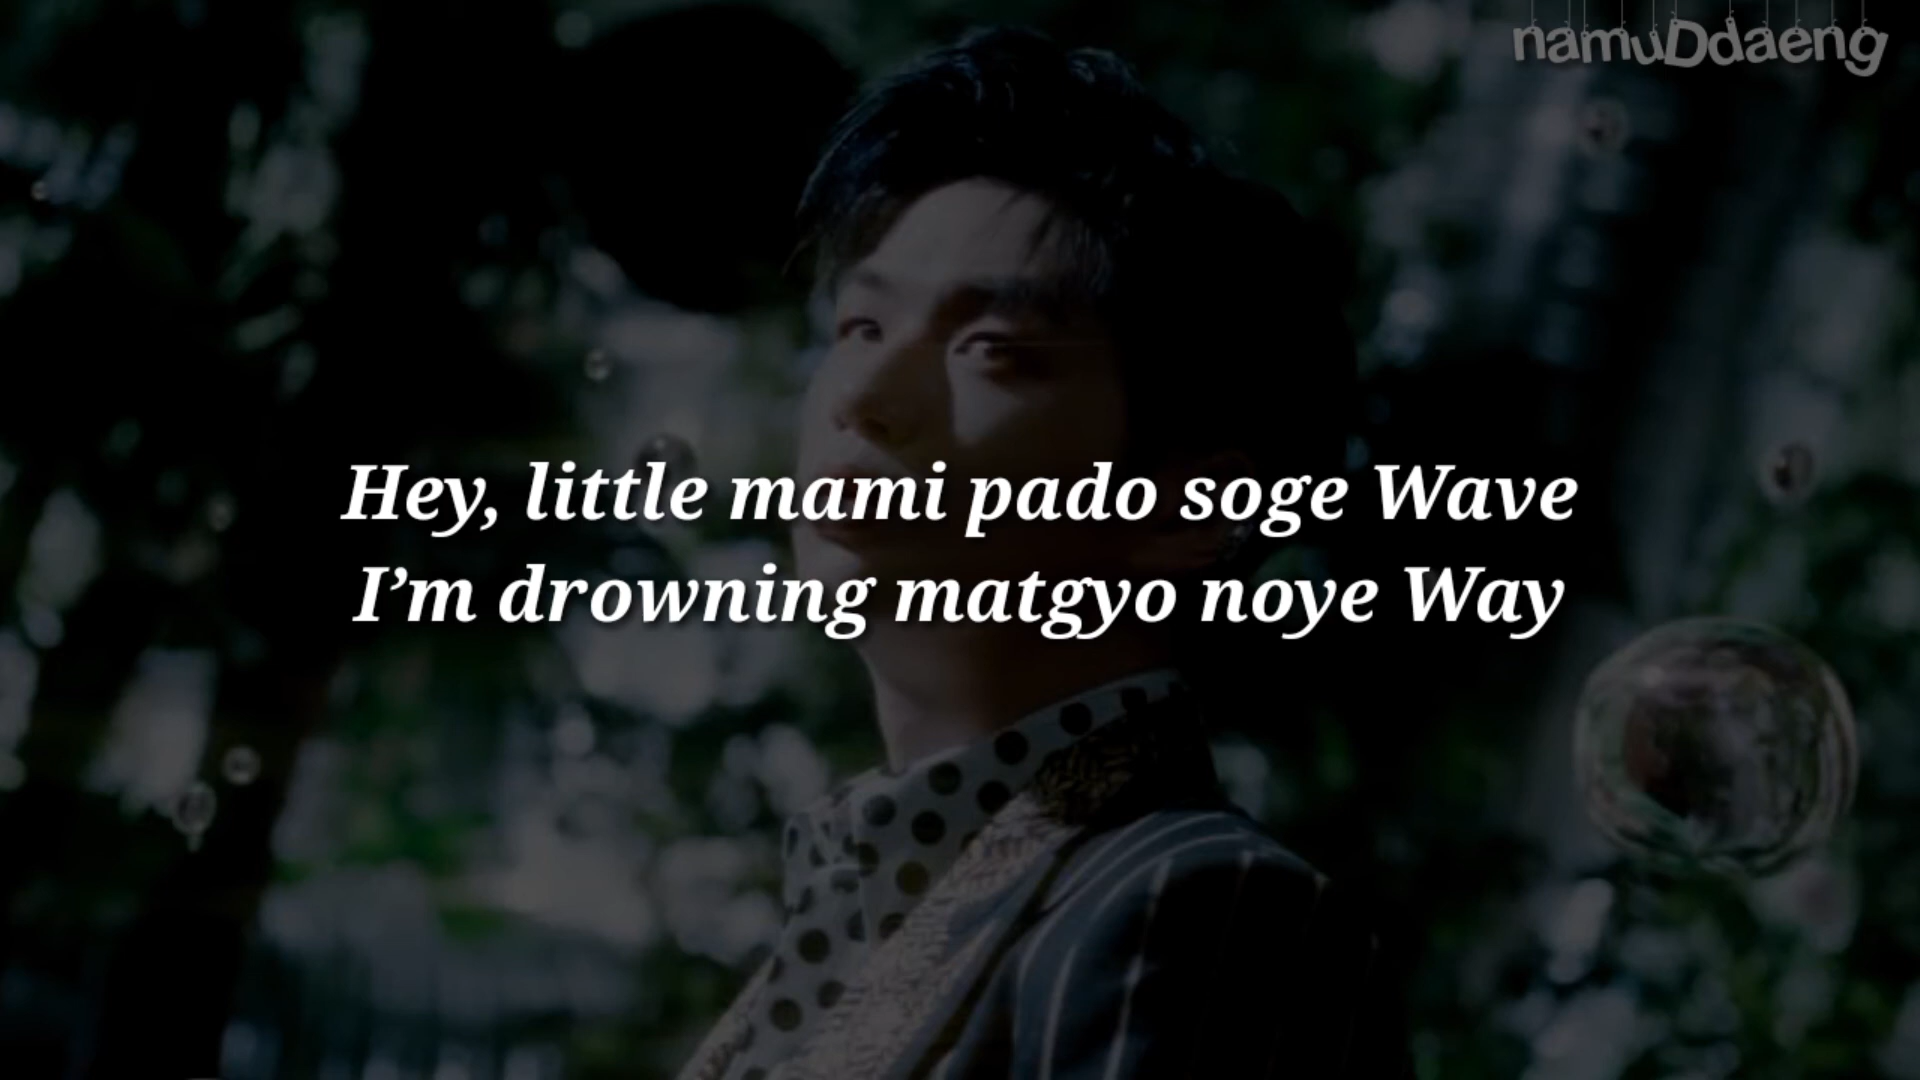 namuDdaeng
Hey, little mami pado soge Wave
I’m drowning matgyo noye Way